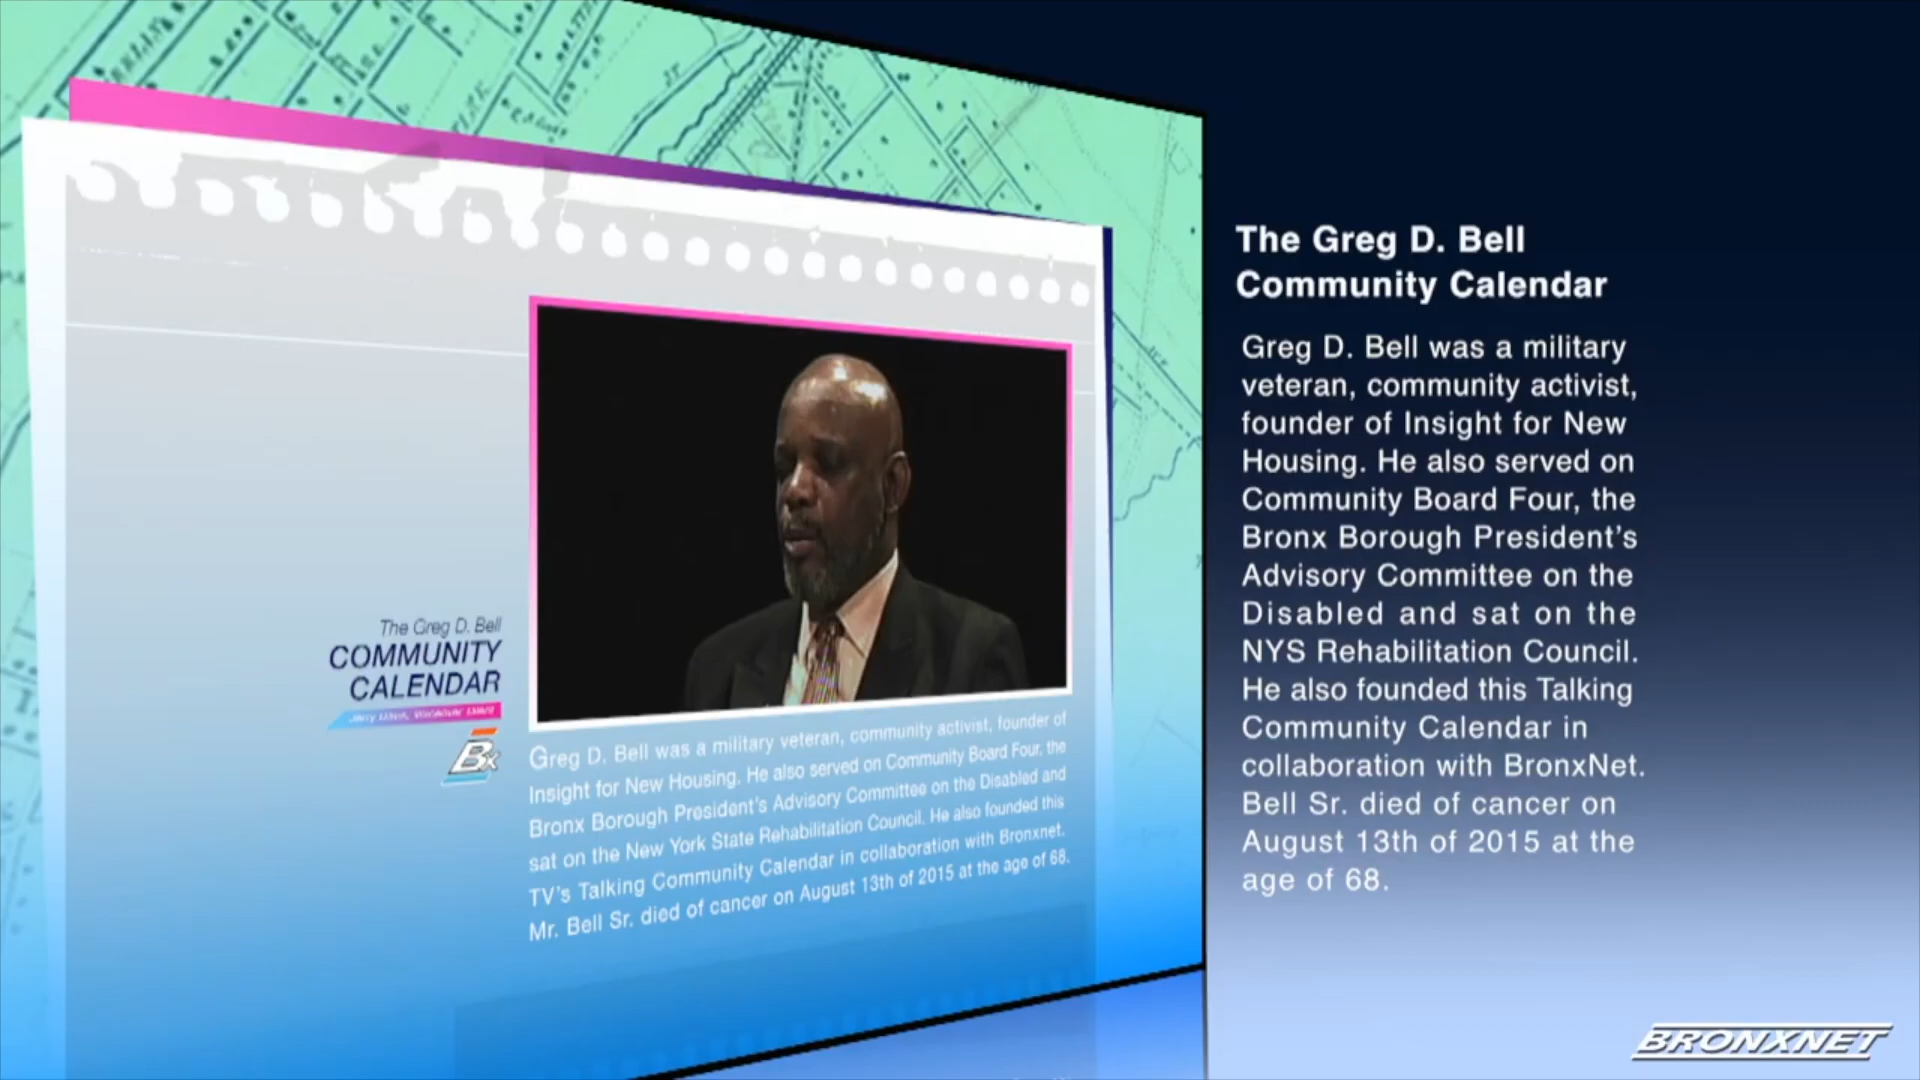 The Greg D. Bell
COMMUNITY
CALENDAR
Bx
Greg D. Bell was a military veteran, community activist, founder of
Insight for New Housing. He also served on Community Board Four, the
Bronx Borough President's Advisory Committee on the Disabled and
sat on the New York State Rehabilitation Council. He also founded this
TV's Talking Community Calendar in collaboration with Bronxnet.
Mr. Bell Sr. died of cancer on August 13th of 2015 at the age of 68.
The Greg D. Bell
Community Calendar
Greg D. Bell was a military
veteran, community activist,
founder of Insight for New
Housing. He also served on
Community Board Four, the
Bronx Borough President's
Advisory Committee on the
Disabled and sat on the
NYS Rehabilitation Council.
He also founded this Talking
Community Calendar in
collaboration with BronxNet.
Bell Sr. died of cancer on
August 13th of 2015 at the
age of 68.
BRONXNET